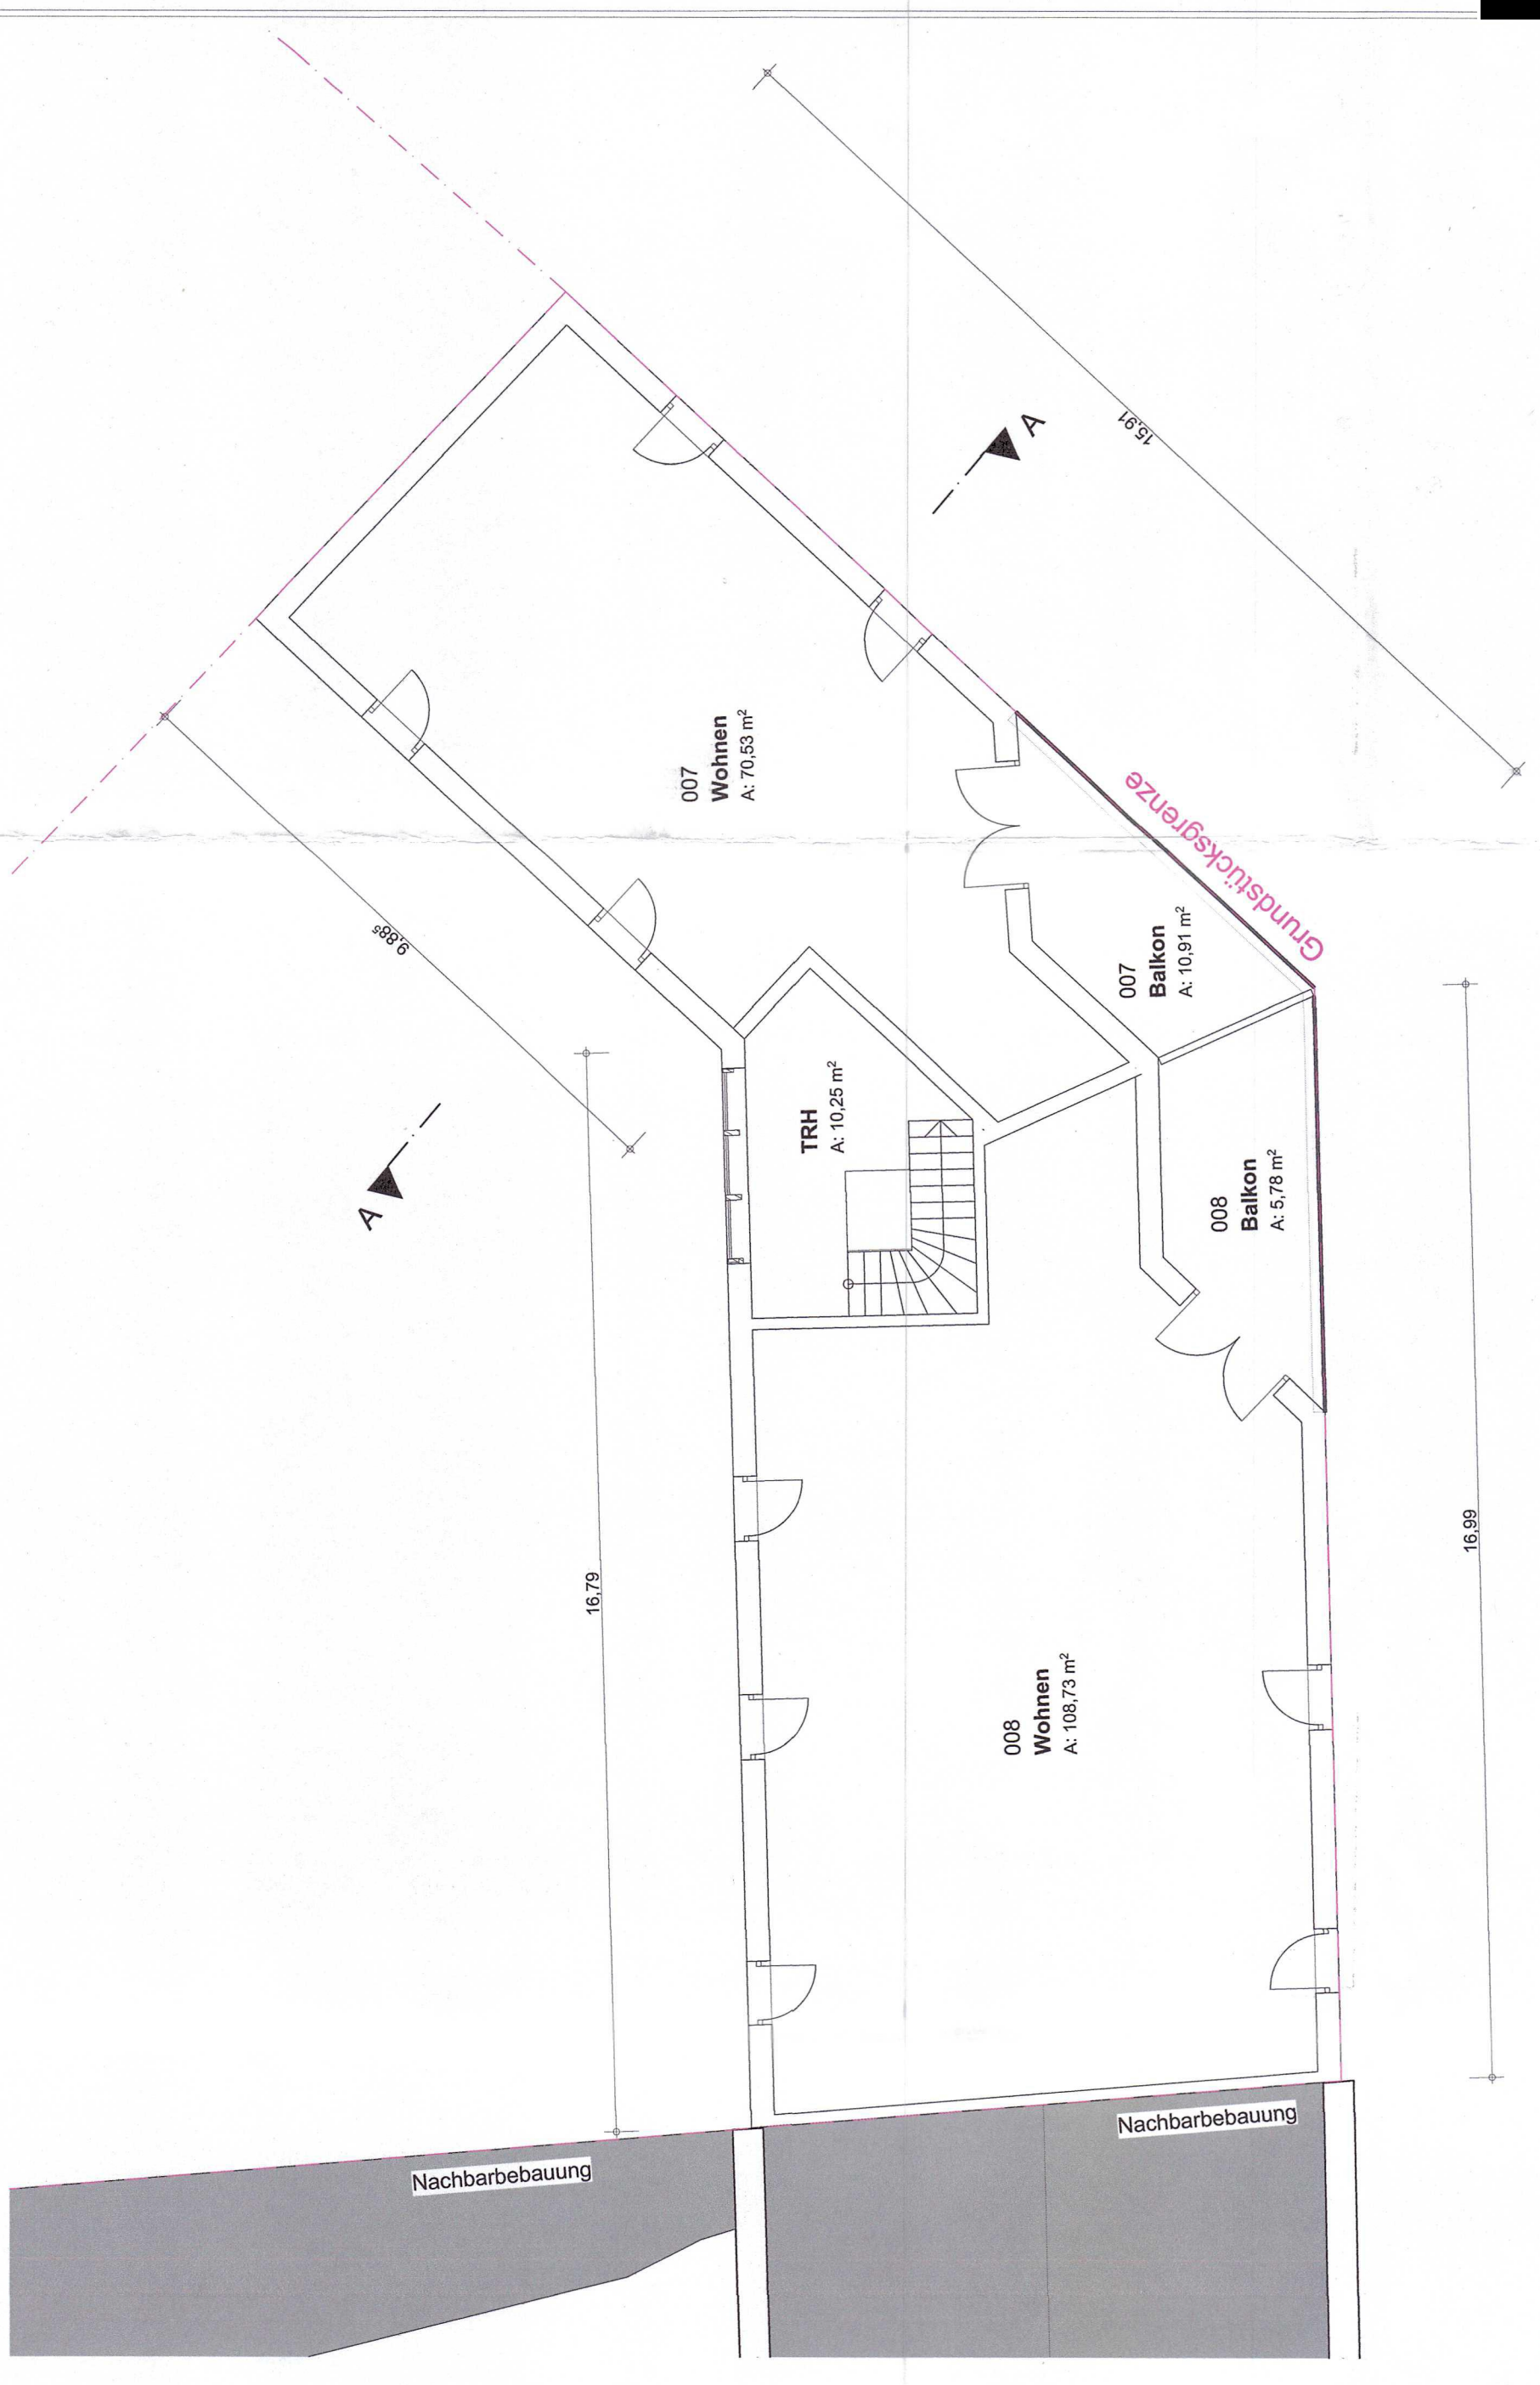 15,91
A
007
Wohnen
A: 70,53 m²
9,88⁵
Grundstücksgrenze
007
Balkon
A: 10,91 m²
TRH
A: 10,25 m²
A
008
Balkon
A: 5,78 m²
16,79
16,99
008
Wohnen
A: 108,73 m²
Nachbarbebauung
Nachbarbebauung